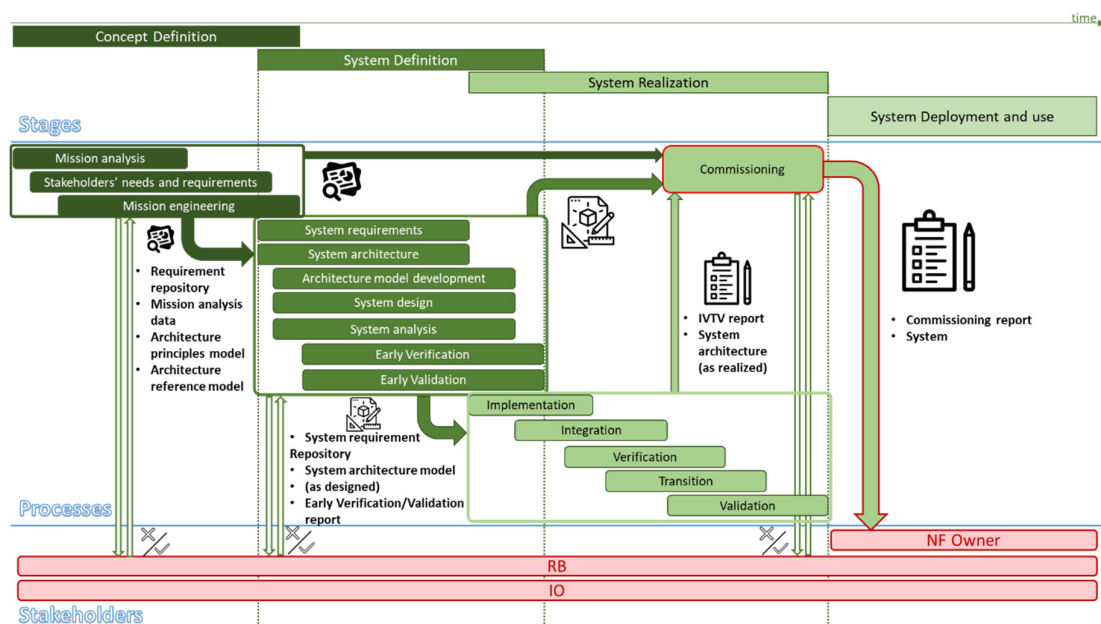 time
Concept Definition
System Definition
System Realization
System Deployment and use
Stages
Mission analysis
Stakeholders' needs and requirements
Mission engineering
Commissioning
System requirements
System architecture
Architecture model development
System design
System analysis
Early Verification
Early Validation
• Requirement
repository
• Mission analysis
data
• Architecture
principles model
• Architecture
reference model
• IVTV report
• System
architecture
(as realized)
• Commissioning report
• System
Implementation
Integration
Verification
Transition
Validation
• System requirement
Repository
• System architecture model
• (as designed)
• Early Verification/Validation
report
Processes
NF Owner
RB
IO
Stakeholders